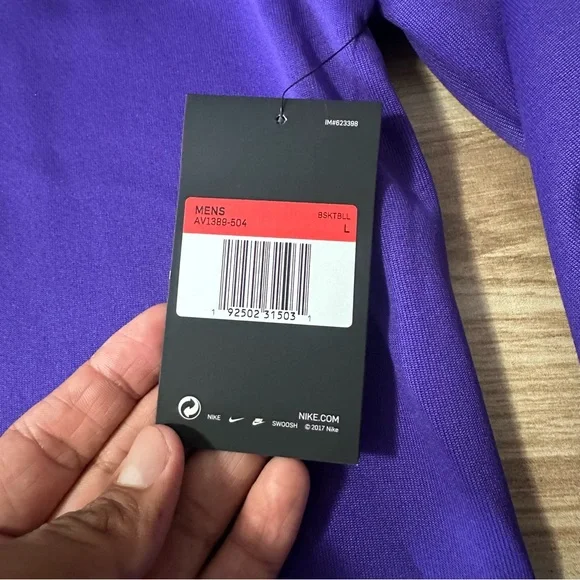 IM#623398
MENS BSKTBLL
AV1389-504 L
1 92502 31503 1
NIKE SWOOSH NIKE.COM
© 2017 Nike